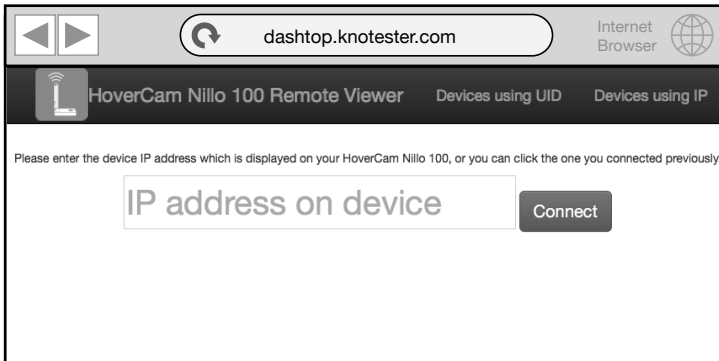 dashtop.knotester.com
Internet
Browser
HoverCam Nillo 100 Remote Viewer Devices using UID Devices using IP
Please enter the device IP address which is displayed on your HoverCam Nillo 100, or you can click the one you connected previously
IP address on device
Connect